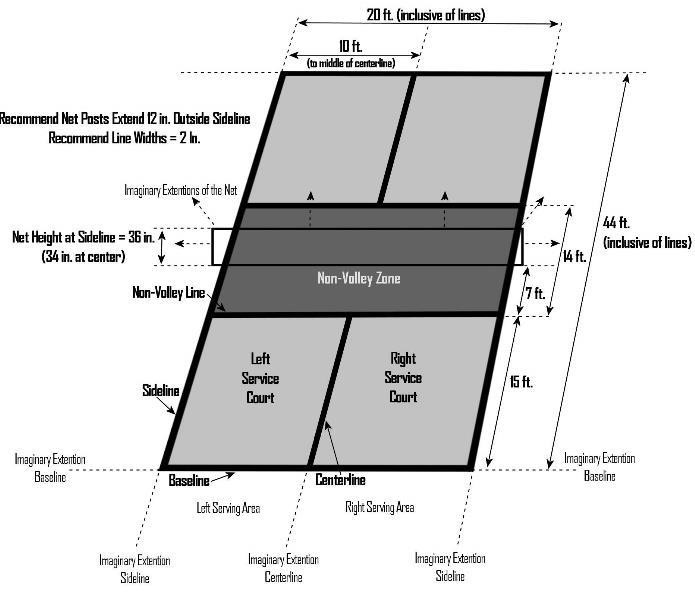 20 ft. (inclusive of lines)
10 ft.
(to middle of centerline)
Recommend Net Posts Extend 12 in. Outside Sideline
Recommend Line Widths = 2 In.
Imaginary Extentions of the Net
44 ft.
(inclusive of lines)
Net Height at Sideline = 36 in.
(34 in. at center)
14 ft.
Non-Volley Zone
7 ft.
Non-Volley Line
Left
Service
Court
Right
Service
Court
15 ft.
Sideline
Imaginary Extention
Baseline
Imaginary Extention
Baseline
Baseline
Centerline
Left Serving Area
Right Serving Area
Imaginary Extention
Sideline
Imaginary Extention
Centerline
Imaginary Extention
Sideline